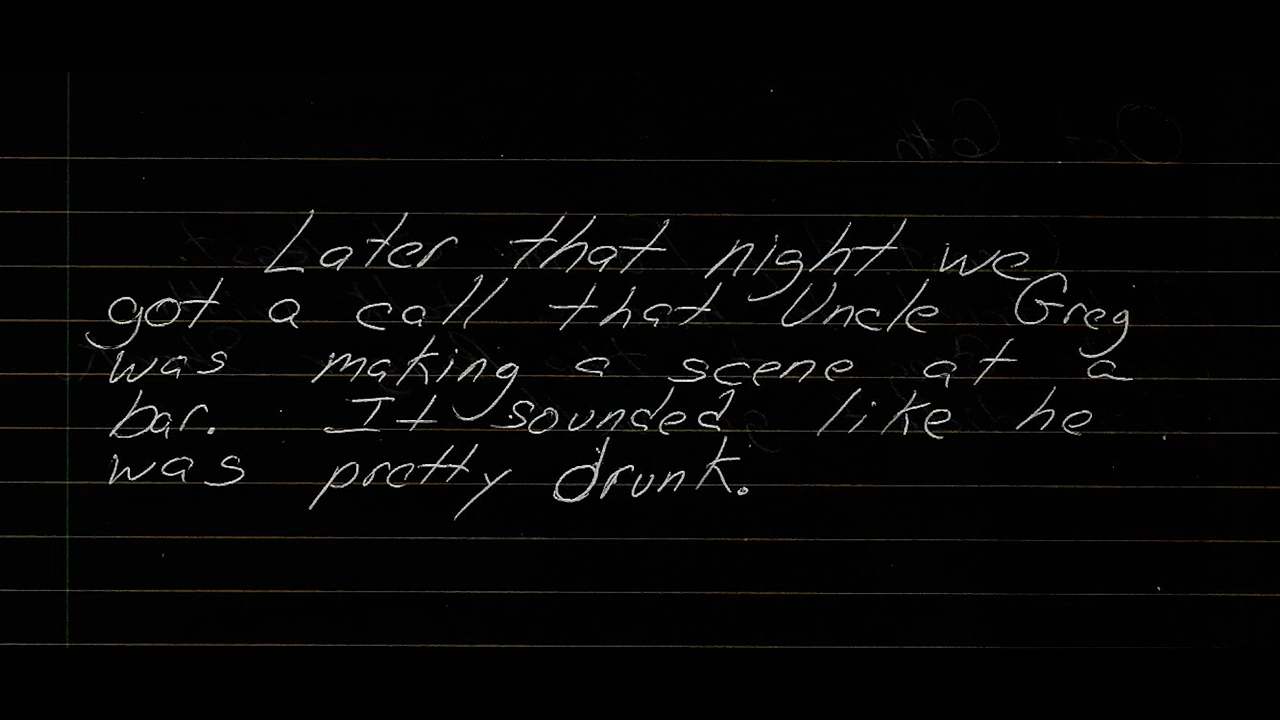 Later that night we
got a call that Uncle Greg
was making a scene at a
bar. It sounded like he
was pretty drunk.